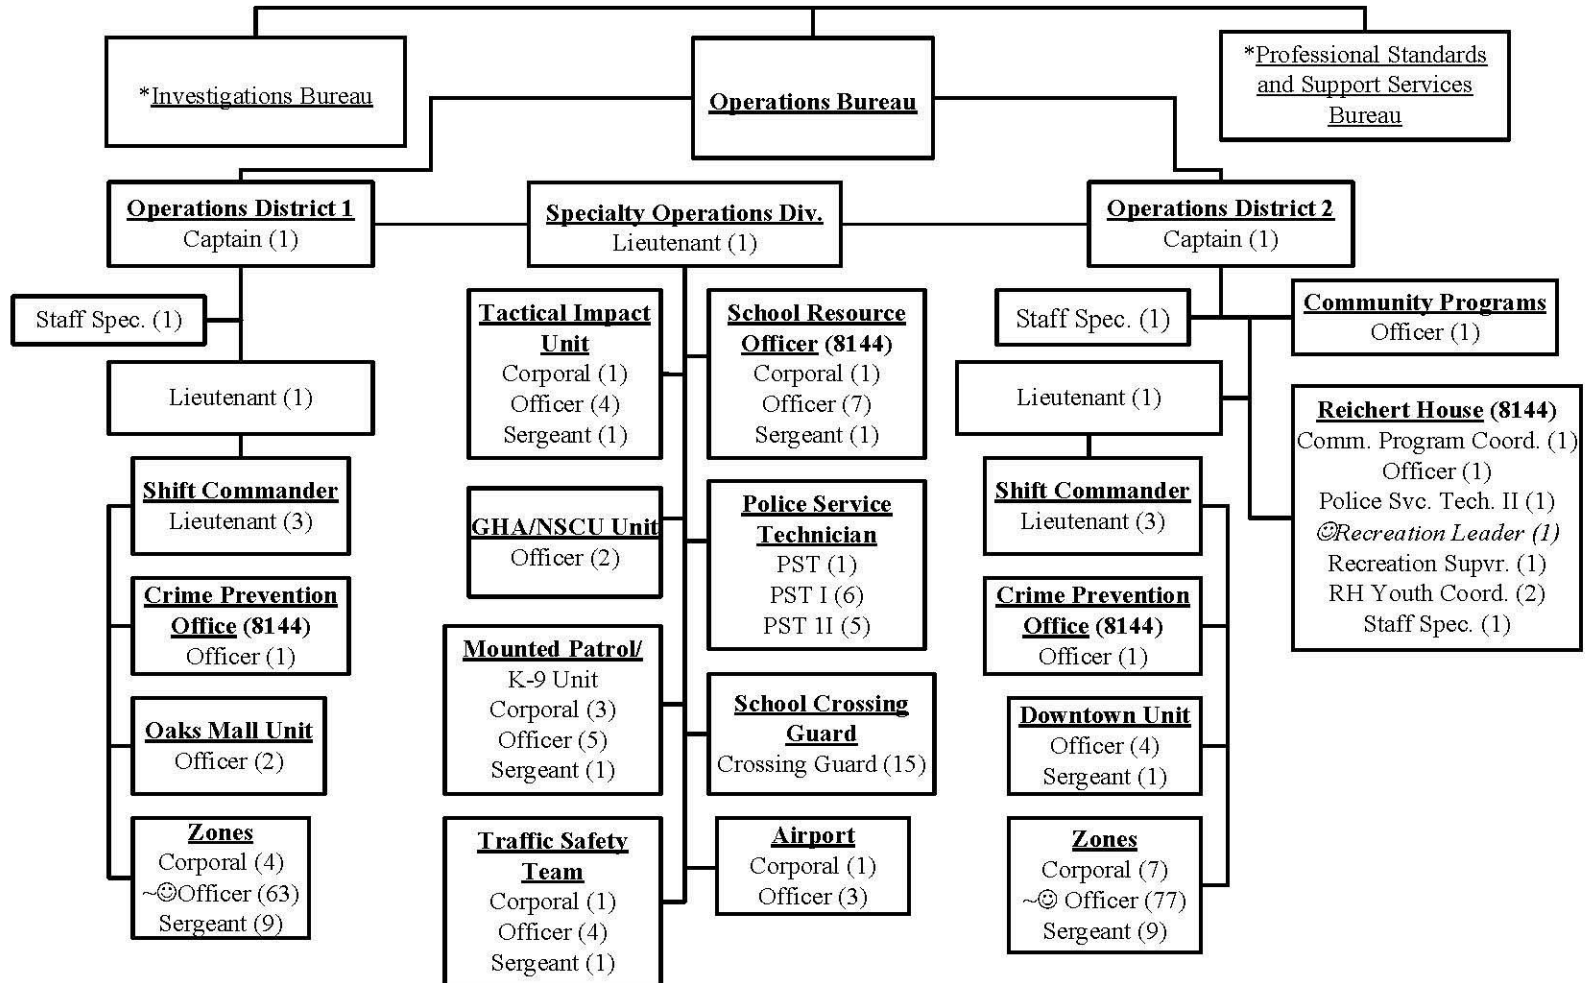 *Investigations Bureau
Operations Bureau
*Professional Standards
and Support Services
Bureau
Operations District 1
Captain (1)
Specialty Operations Div.
Lieutenant (1)
Operations District 2
Captain (1)
Staff Spec. (1)
Lieutenant (1)
Shift Commander
Lieutenant (3)
Crime Prevention
Office (8144)
Officer (1)
Oaks Mall Unit
Officer (2)
Zones
Corporal (4)
~☺Officer (63)
Sergeant (9)
Tactical Impact
Unit
Corporal (1)
Officer (4)
Sergeant (1)
GHA/NSCU Unit
Officer (2)
Mounted Patrol/
K-9 Unit
Corporal (3)
Officer (5)
Sergeant (1)
Traffic Safety
Team
Corporal (1)
Officer (4)
Sergeant (1)
School Resource
Officer (8144)
Corporal (1)
Officer (7)
Sergeant (1)
Police Service
Technician
PST (1)
PST I (6)
PST 1I (5)
School Crossing
Guard
Crossing Guard (15)
Airport
Corporal (1)
Officer (3)
Staff Spec. (1)
Lieutenant (1)
Shift Commander
Lieutenant (3)
Crime Prevention
Office (8144)
Officer (1)
Downtown Unit
Officer (4)
Sergeant (1)
Zones
Corporal (7)
~☺ Officer (77)
Sergeant (9)
Community Programs
Officer (1)
Reichert House (8144)
Comm. Program Coord. (1)
Officer (1)
Police Svc. Tech. II (1)
☺Recreation Leader (1)
Recreation Supvr. (1)
RH Youth Coord. (2)
Staff Spec. (1)